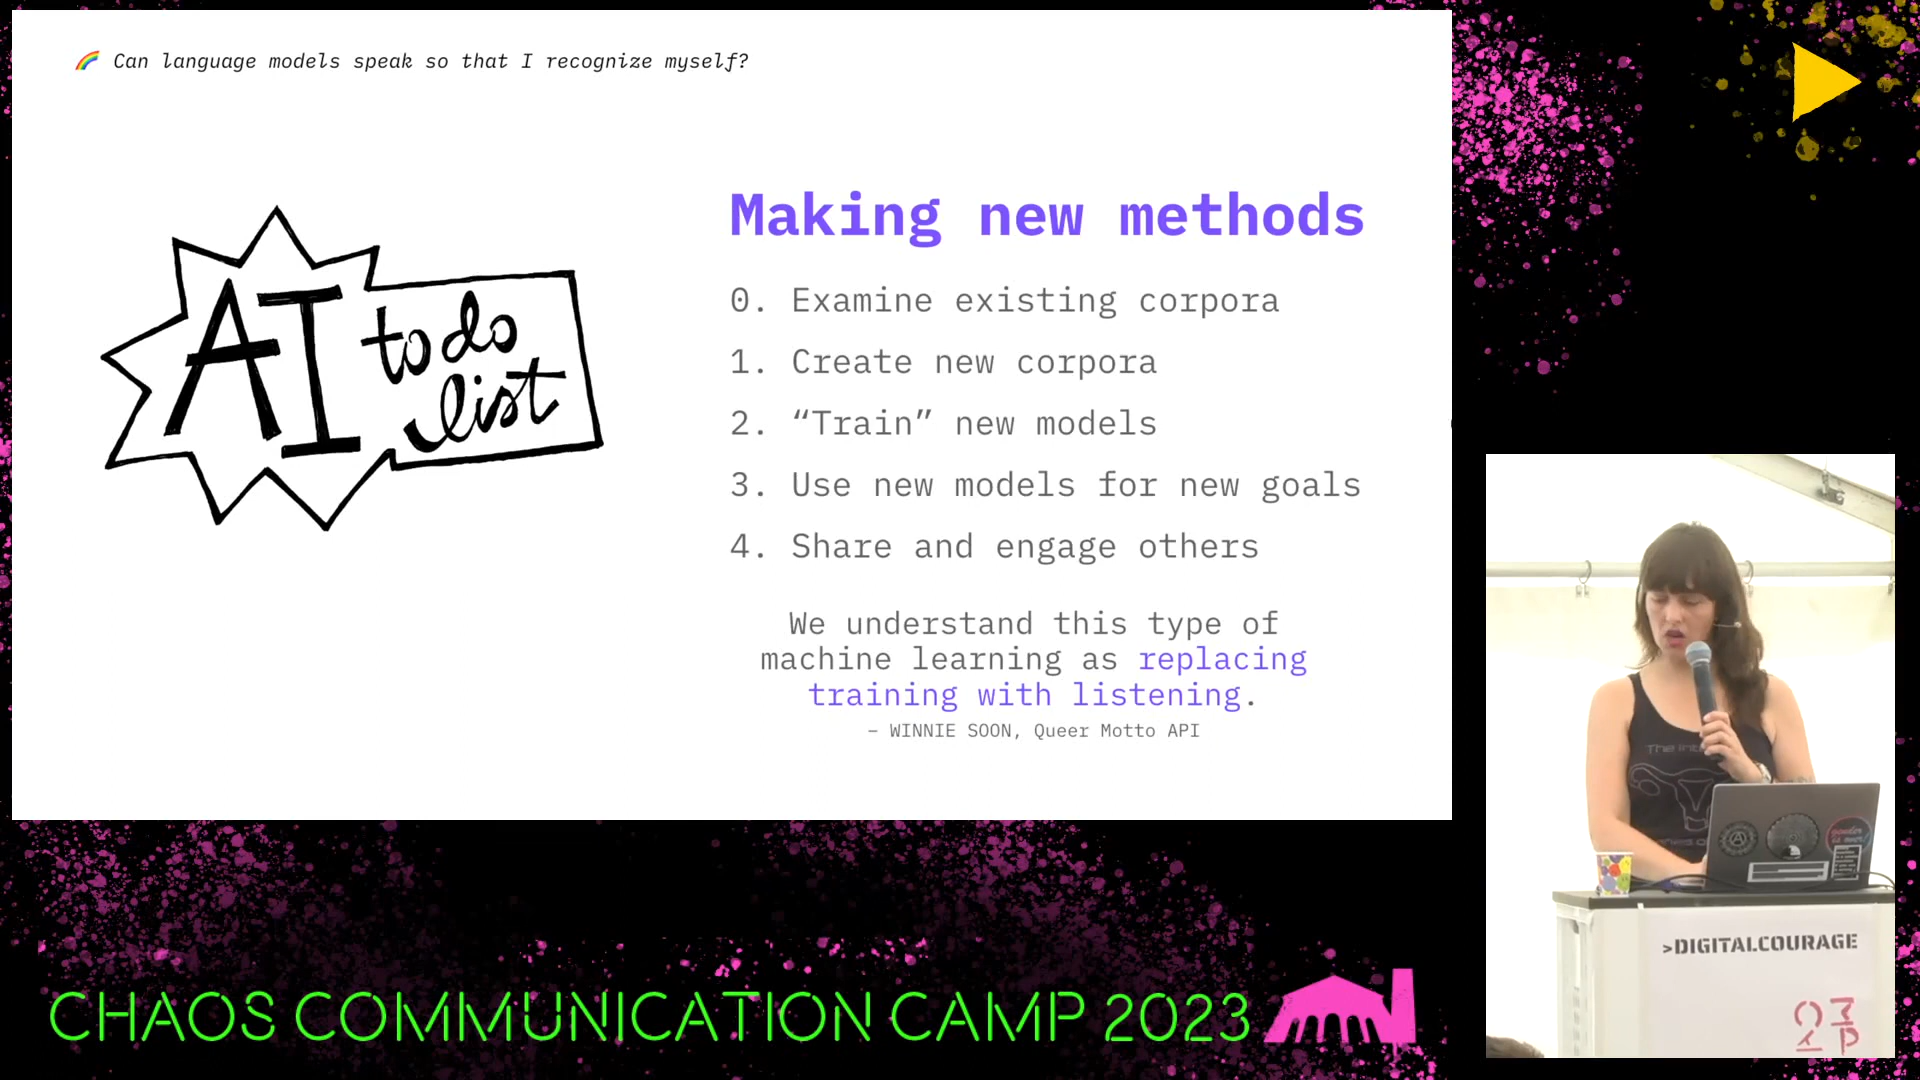 🌈 Can language models speak so that I recognize myself?
AI to do
list
Making new methods
0. Examine existing corpora
1. Create new corpora
2. “Train” new models
3. Use new models for new goals
4. Share and engage others
We understand this type of
machine learning as replacing
training with listening.
– WINNIE SOON, Queer Motto API
The Int
>DIGITALCOURAGE
CHAOS COMMUNICATION CAMP 2023